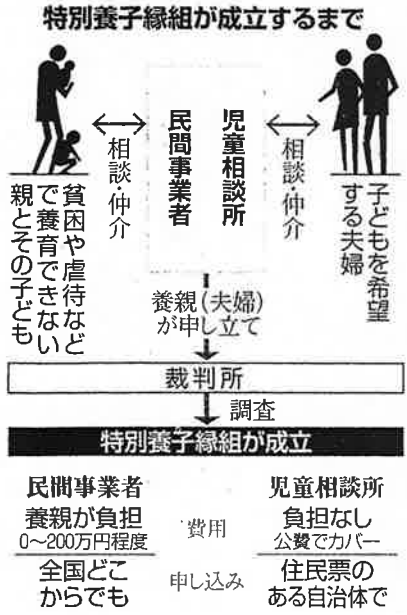 特別養子縁組が成立するまで
児童相談所
民間事業者
相談・仲介
相談・仲介
子どもを希望
する夫婦
貧困や虐待など
で養育できない
親とその子ども
養親(夫婦)
が申し立て
裁判所
調査
特別養子縁組が成立
民間事業者
児童相談所
養親が負担
0〜200万円程度
費用
負担なし
公費でカバー
全国どこ
からでも
申し込み
住民票の
ある自治体で